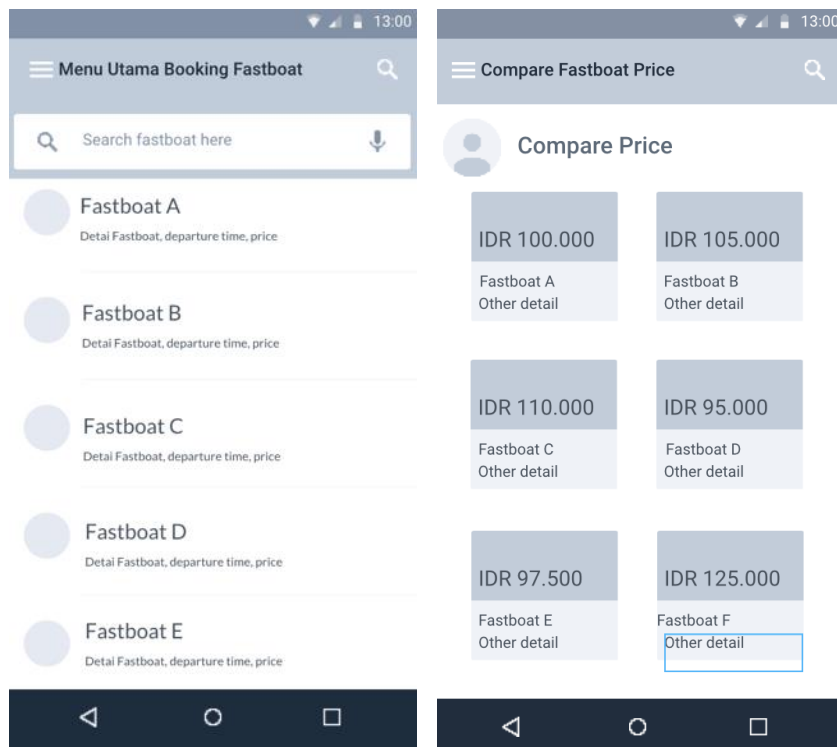 13:00
Menu Utama Booking Fastboat
Search fastboat here
Fastboat A
Detai Fastboat, departure time, price
Fastboat B
Detai Fastboat, departure time, price
Fastboat C
Detai Fastboat, departure time, price
Fastboat D
Detai Fastboat, departure time, price
Fastboat E
Detai Fastboat, departure time, price
13:00
Compare Fastboat Price
Compare Price
IDR 100.000
Fastboat A
Other detail
IDR 105.000
Fastboat B
Other detail
IDR 110.000
Fastboat C
Other detail
IDR 95.000
Fastboat D
Other detail
IDR 97.500
Fastboat E
Other detail
IDR 125.000
Fastboat F
Other detail